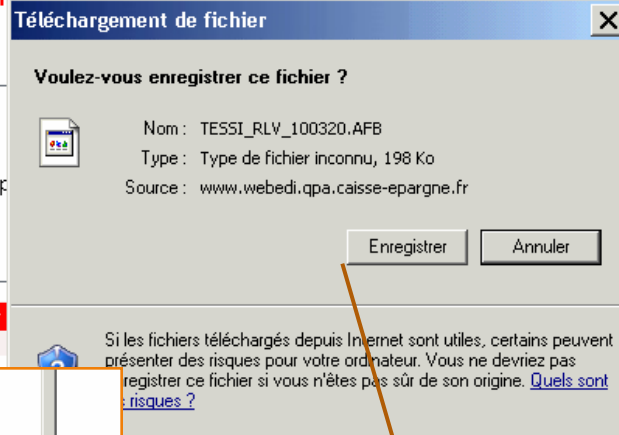 Téléchargement de fichier
Voulez-vous enregistrer ce fichier ?
Nom : TESSI_RLV_100320.AFB
Type : Type de fichier inconnu, 198 Ko
Source : www.webedi.qpa.caisse-epargne.fr
Enregistrer Annuler
Si les fichiers téléchargés depuis Internet sont utiles, certains peuvent
présenter des risques pour votre ordinateur. Vous ne devriez pas
registrer ce fichier si vous n'êtes pas sûr de son origine. Quels sont
risques ?